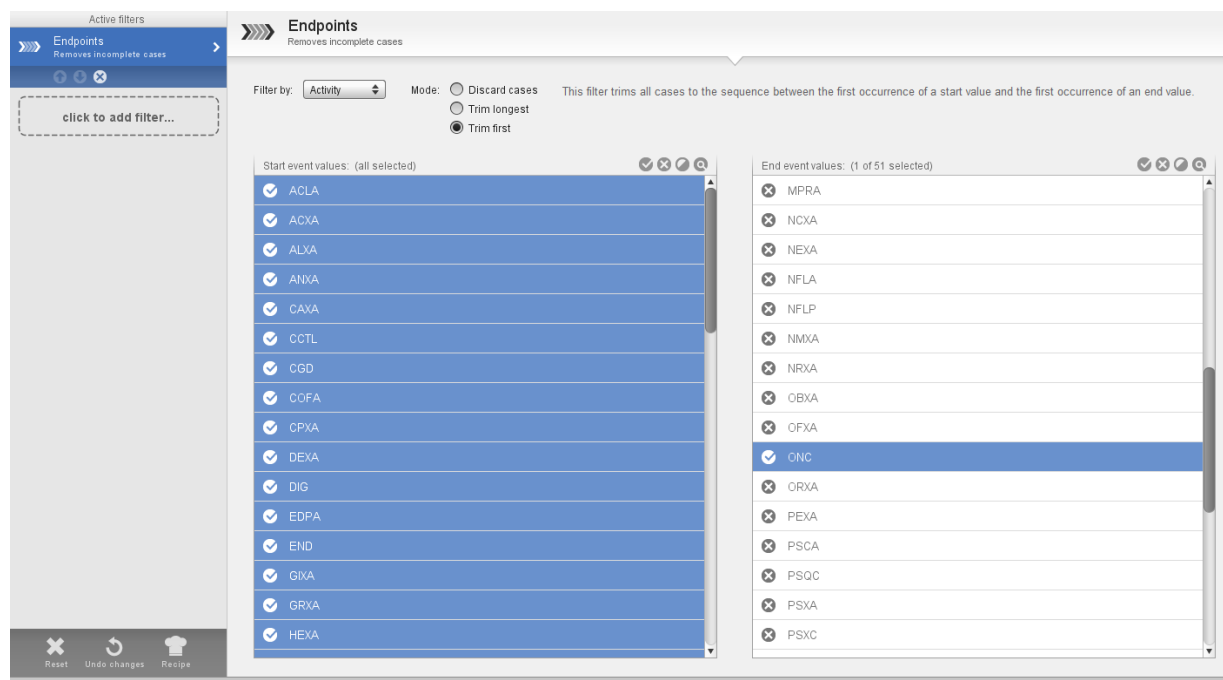 Active filters
Endpoints
Removes incomplete cases
click to add filter...
Reset Undo changes Recipe
Endpoints
Removes incomplete cases
Filter by: Activity Mode: Discard cases This filter trims all cases to the sequence between the first occurrence of a start value and the first occurrence of an end value.
Trim longest
Trim first
Start event values: (all selected)
ACLA
ACXA
ALXA
ANXA
CAXA
CCTL
CGD
COFA
CPXA
DEXA
DIG
EDPA
END
GIXA
GRXA
HEXA
End event values: (1 of 51 selected)
MPRA
NCXA
NEXA
NFLA
NFLP
NMXA
NRXA
OBXA
OFXA
ONC
ORXA
PEXA
PSCA
PSQC
PSXA
PSXC